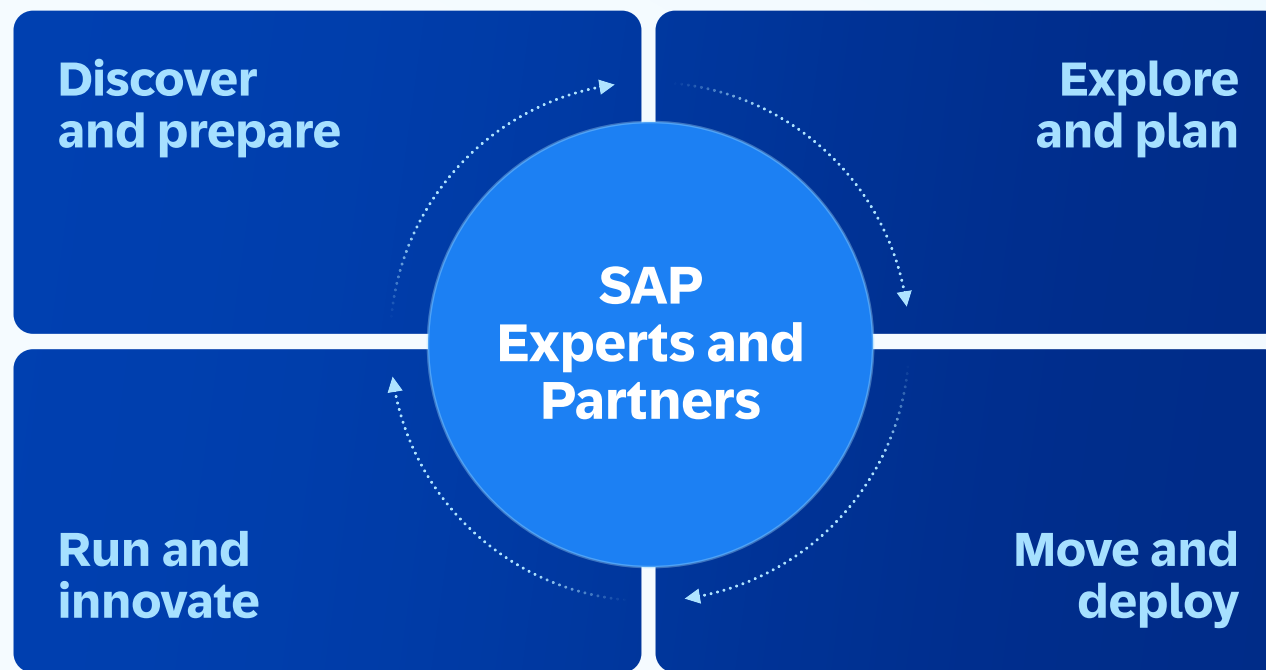 Discover
and prepare
Explore
and plan
SAP
Experts and
Partners
Run and
innovate
Move and
deploy